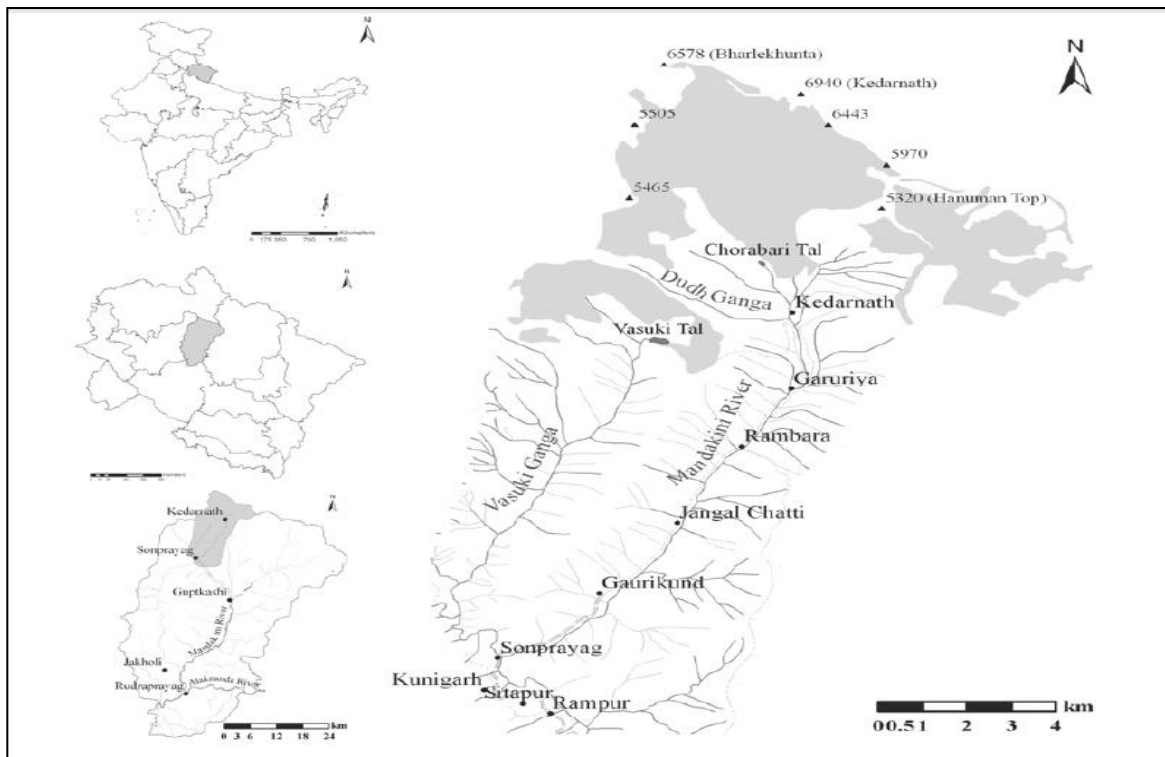 N
N
6578 (Bharlekhunta)
6940 (Kedarnath)
5505
6443
5970
5465
5320 (Hanuman Top)
Chorabari Tal
Dudh Ganga
Kedarnath
Vasuki Tal
Garuriya
Mandakini River
Rambara
Vasuki Ganga
Jangal Chatti
Gaurikund
Sonprayag
Kunigarh
Sitapur
Rampur
km
00.51 2 3 4
N
N
Kedarnath
Sonprayag
Guptkashi
Mandakini River
Jakholi
Rudraprayag
Alaknanda River
km
0 3 6 12 18 24